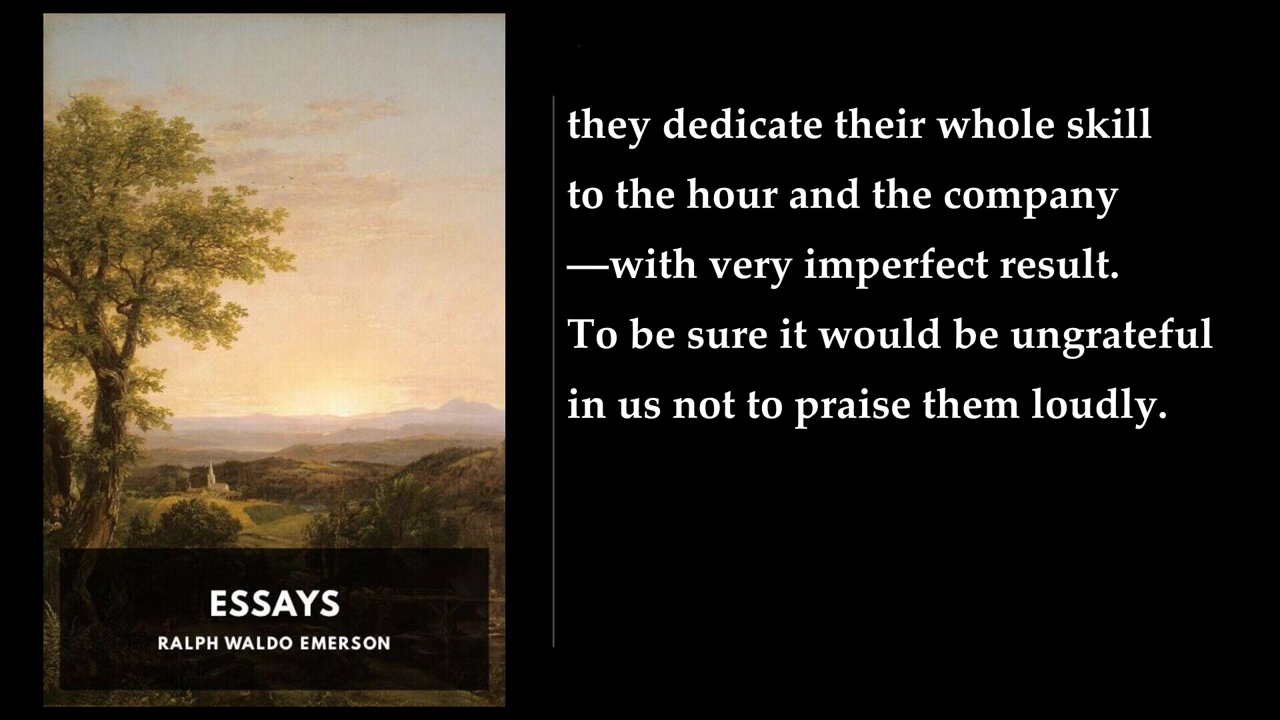 ESSAYS
RALPH WALDO EMERSON
they dedicate their whole skill
to the hour and the company
—with very imperfect result.
To be sure it would be ungrateful
in us not to praise them loudly.